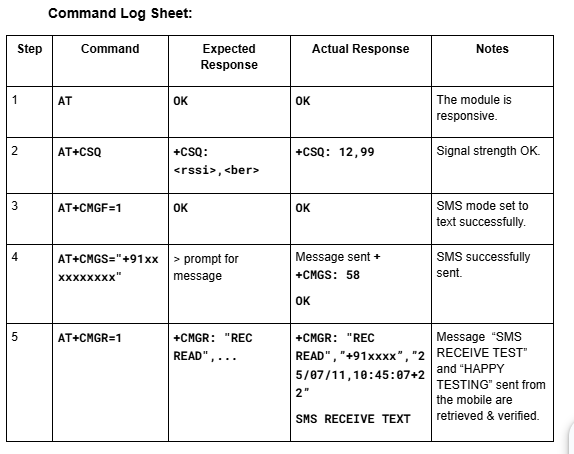 Command Log Sheet:
Step Command Expected Response Actual Response Notes
1 AT OK OK The module is responsive.
2 AT+CSQ +CSQ: <rssi>,<ber> +CSQ: 12,99 Signal strength OK.
3 AT+CMGF=1 OK OK SMS mode set to text successfully.
4 AT+CMGS="+91xx xxxxxxxx" > prompt for message Message sent + +CMGS: 58 OK SMS successfully sent.
5 AT+CMGR=1 +CMGR: "REC READ",... +CMGR: "REC READ","+91xxxx","25/07/11,10:45:07+22" SMS RECEIVE TEXT Message “SMS RECEIVE TEST” and “HAPPY TESTING” sent from the mobile are retrieved & verified.